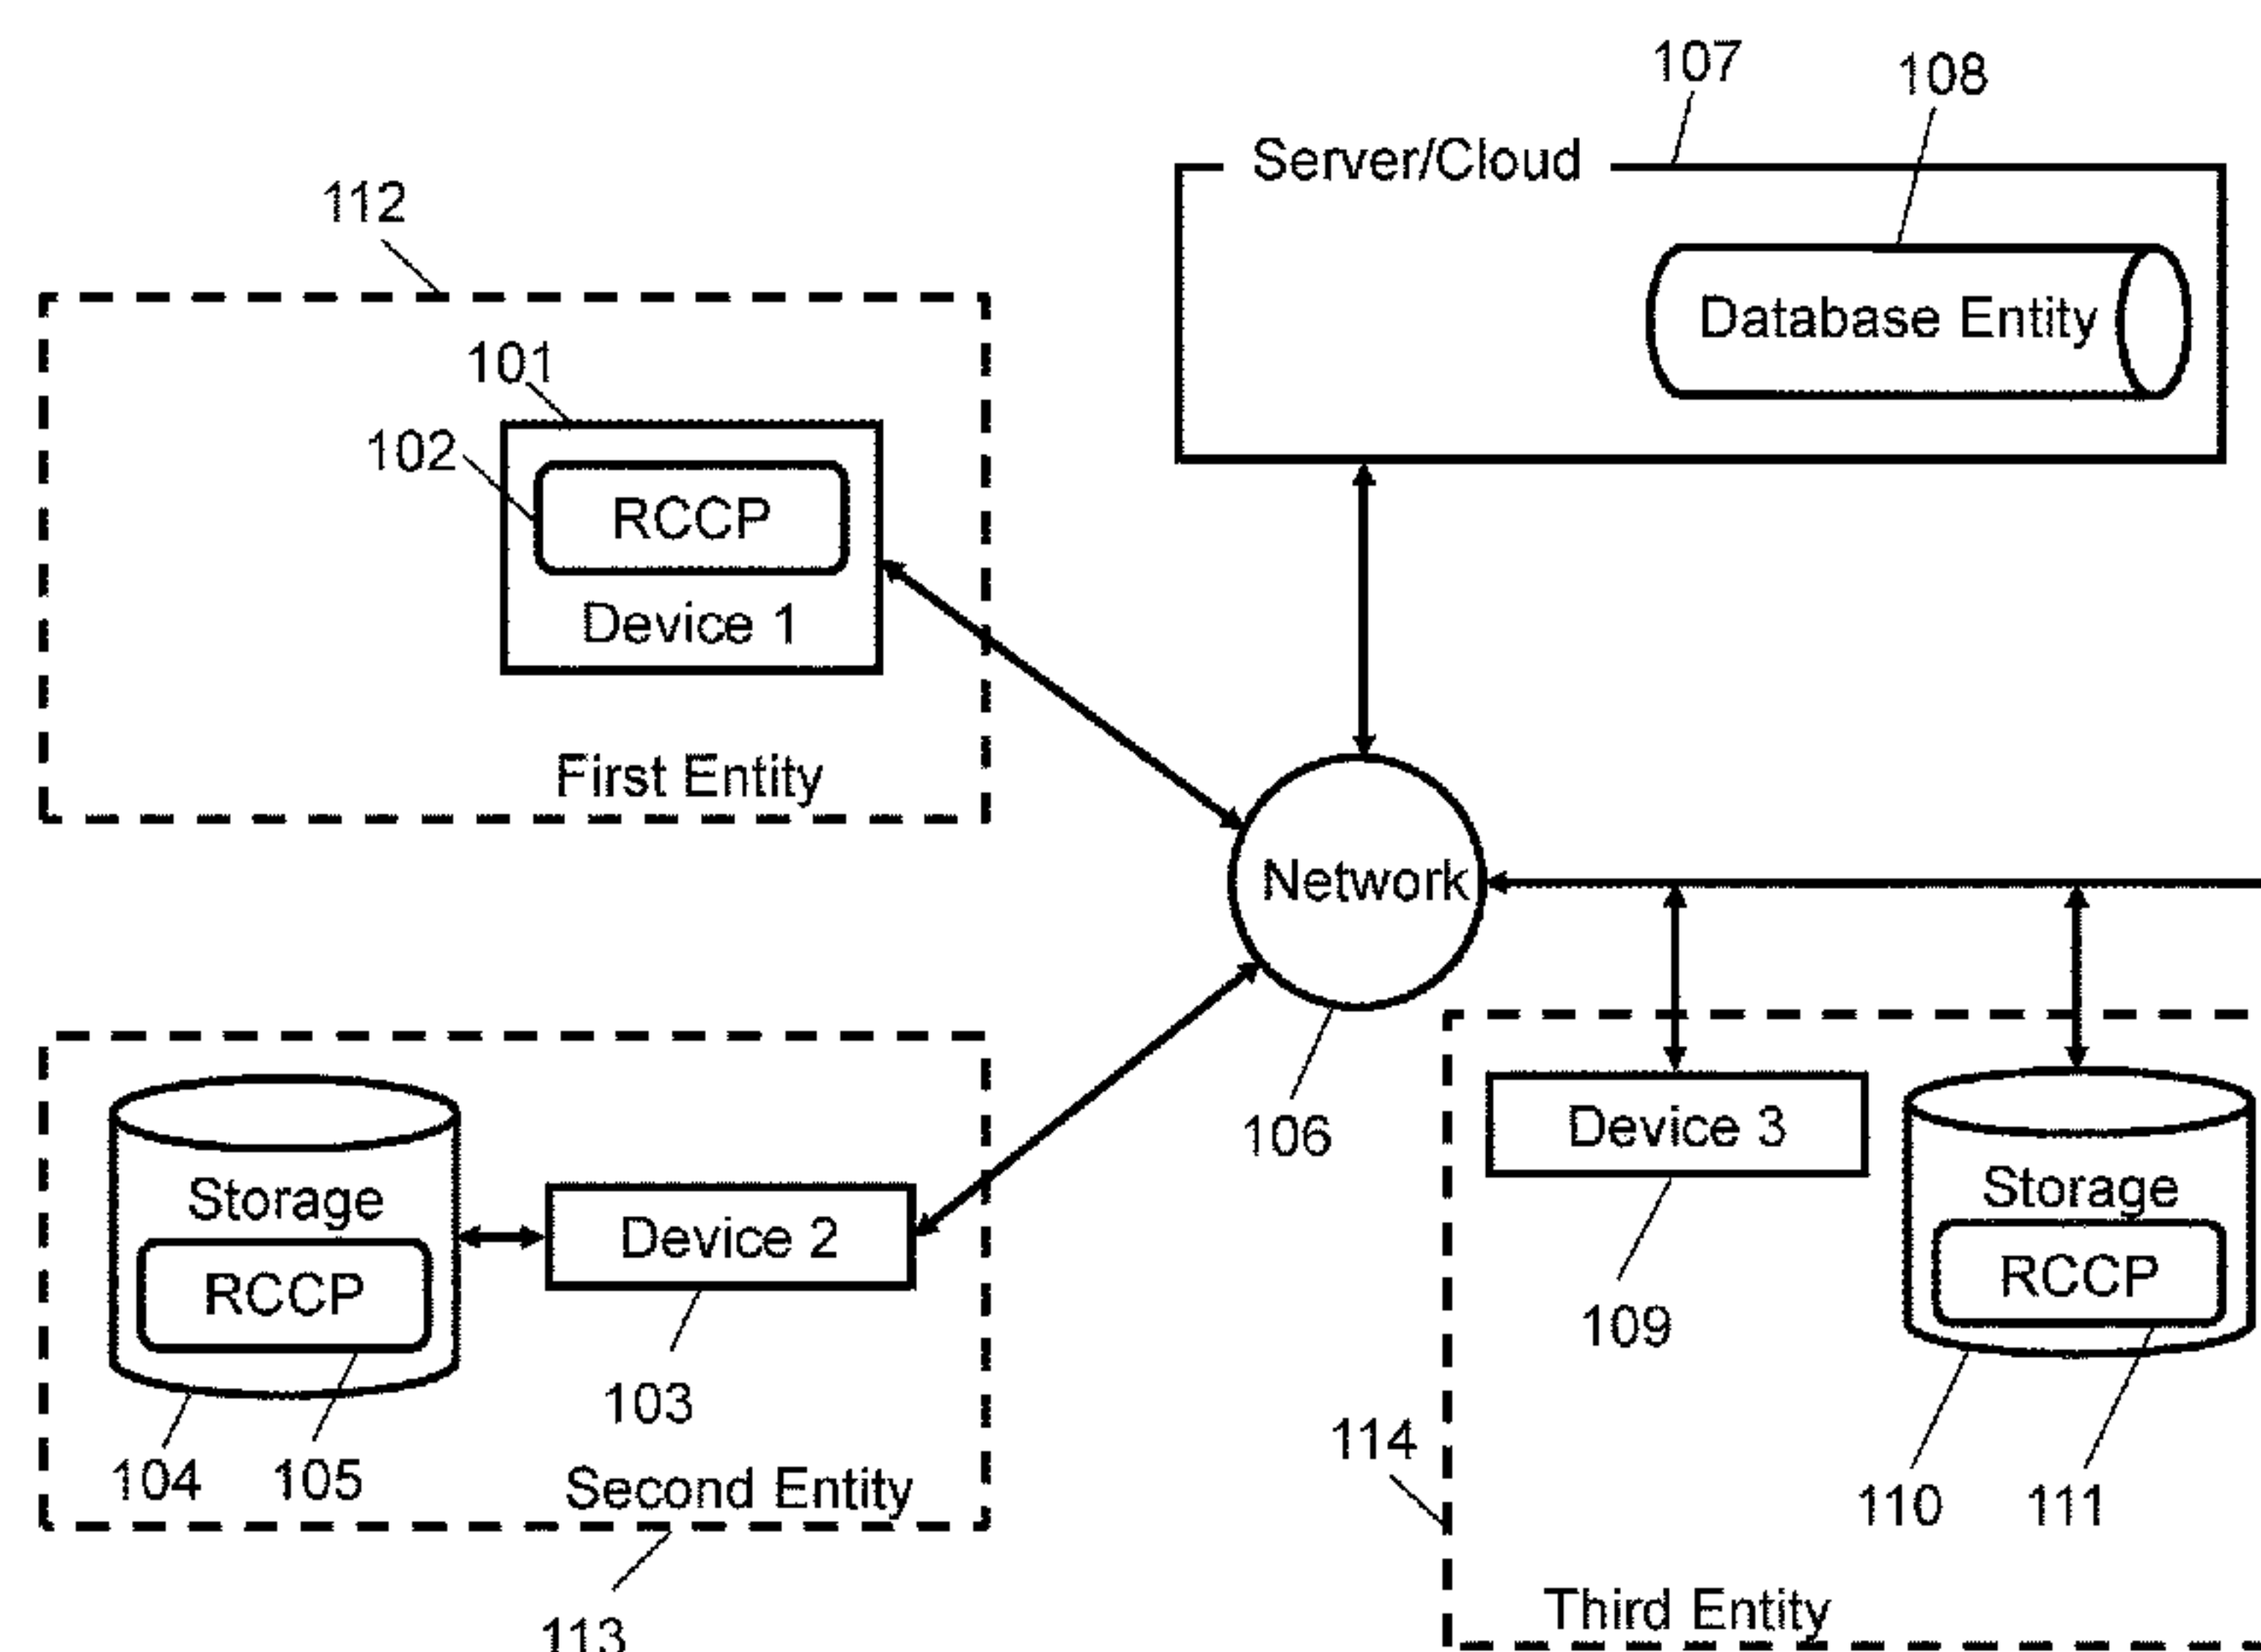 107
108
Server/Cloud
Database Entity
112
101
102
RCCP
Device 1
First Entity
Network
106
Storage
RCCP
Device 2
103
104
105
Second Entity
113
Device 3
109
Storage
RCCP
114
110
111
Third Entity